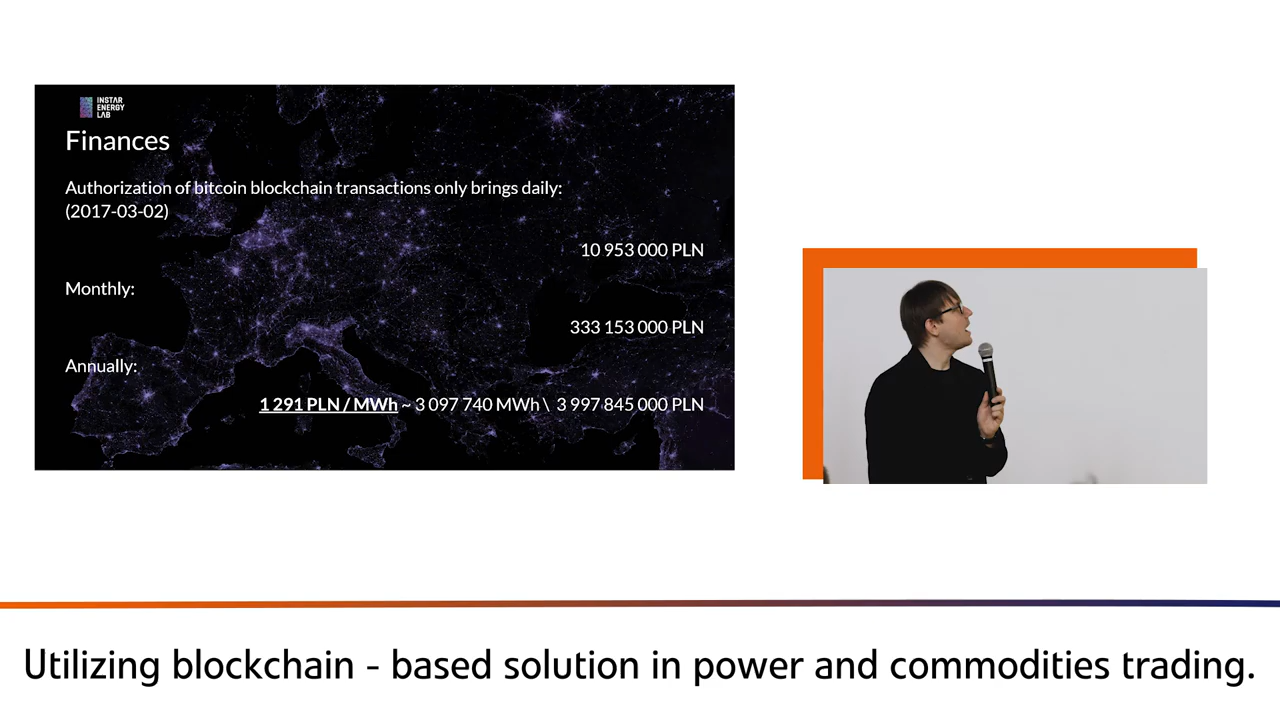 INSTAR
ENERGY
LAB
Finances
Authorization of bitcoin blockchain transactions only brings daily:
(2017-03-02)
10 953 000 PLN
Monthly:
333 153 000 PLN
Annually:
1 291 PLN / MWh ~ 3 097 740 MWh \ 3 997 845 000 PLN
Utilizing blockchain - based solution in power and commodities trading.